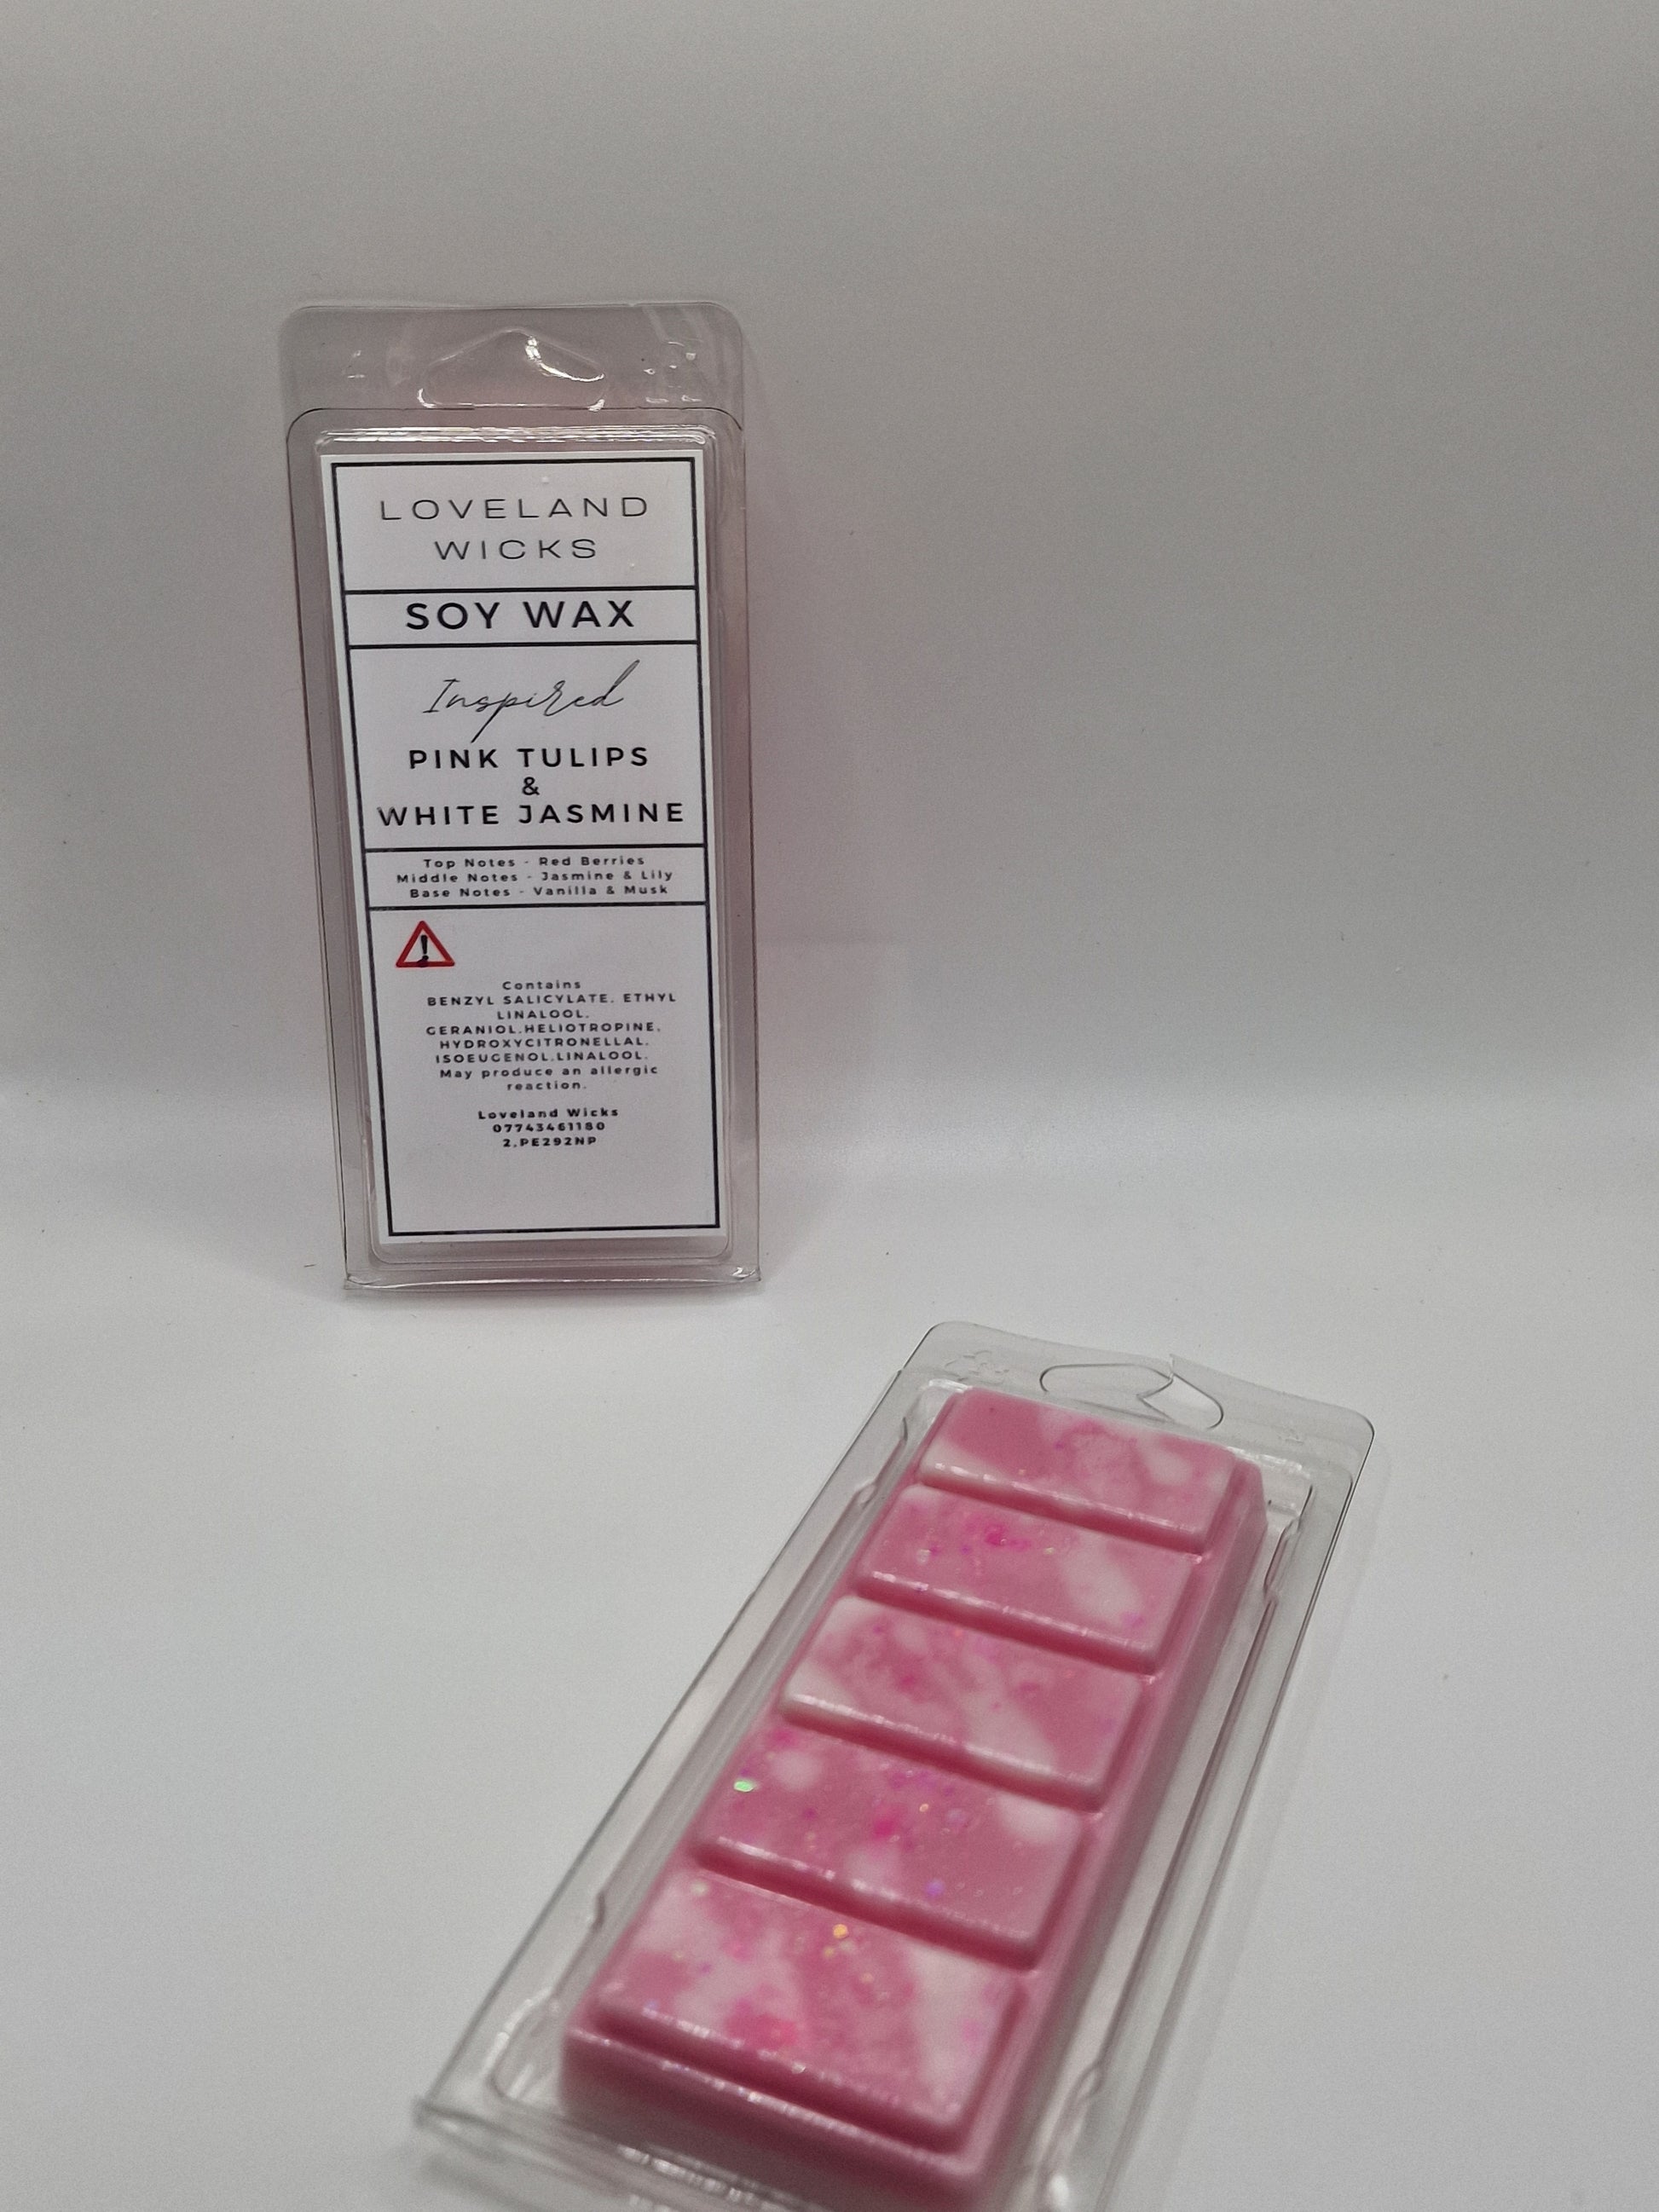 LOVELAND
WICKS
SOY WAX
Inspired
PINK TULIPS
&
WHITE JASMINE
Top Notes - Red Berries
Middle Notes - Jasmine & Lily
Base Notes - Vanilla & Musk
Contains
BENZYL SALICYLATE, ETHYL
LINALOOL,
GERANIOL,HELIOTROPINE,
HYDROXYCITRONELLAL,
ISOEUGENOL,LINALOOL.
May produce an allergic
reaction.
Loveland Wicks
07743461180
2,PE292NP